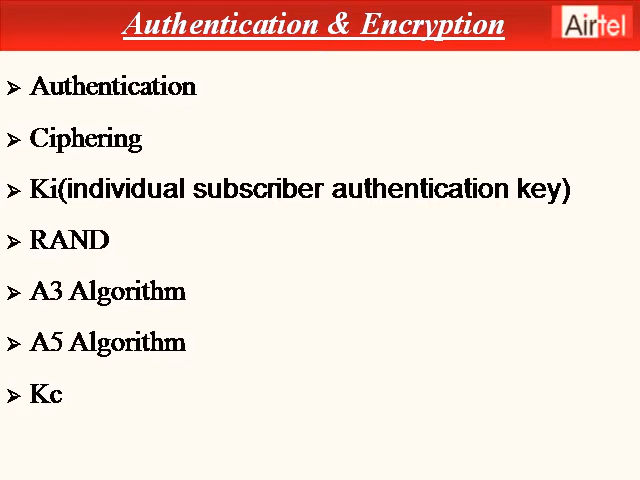 Authentication & Encryption
Airtel
➢ Authentication
➢ Ciphering
➢ Ki(individual subscriber authentication key)
➢ RAND
➢ A3 Algorithm
➢ A5 Algorithm
➢ Kc